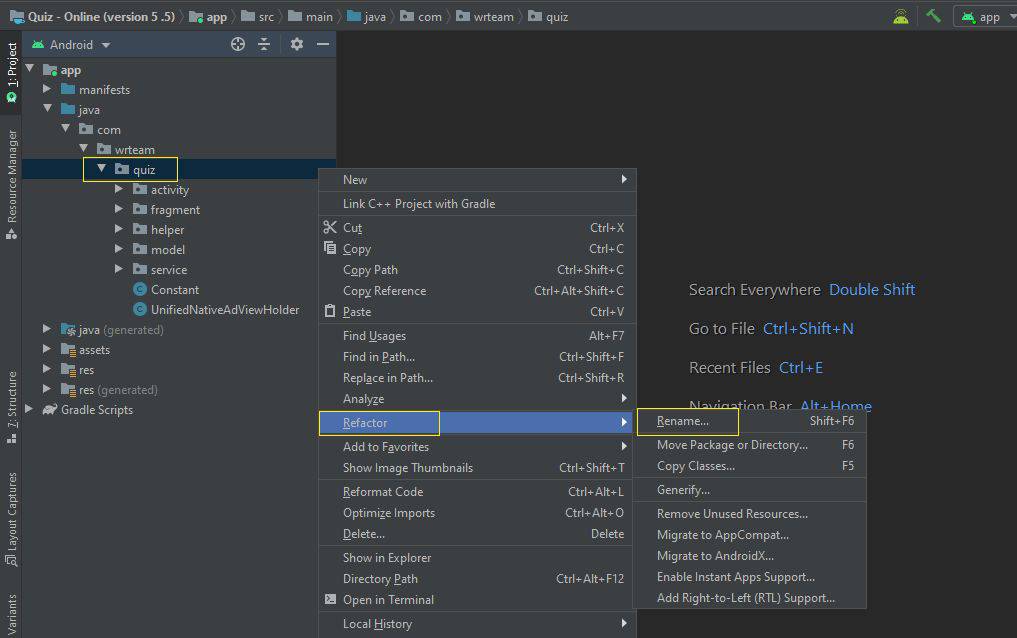 Quiz - Online (version 5 .5) app src main java com wrteam quiz app
1: Project
Resource Manager
7: Structure
Layout Captures
Variants
Android
app
manifests
java
com
wrteam
quiz
activity
fragment
helper
model
service
Constant
UnifiedNativeAdViewHolder
java (generated)
assets
res
res (generated)
Gradle Scripts
New
Link C++ Project with Gradle
Cut Ctrl+X
Copy Ctrl+C
Copy Path Ctrl+Shift+C
Copy Reference Ctrl+Alt+Shift+C
Paste Ctrl+V
Find Usages Alt+F7
Find in Path... Ctrl+Shift+F
Replace in Path... Ctrl+Shift+R
Analyze
Refactor
Add to Favorites
Show Image Thumbnails Ctrl+Shift+T
Reformat Code Ctrl+Alt+L
Optimize Imports Ctrl+Alt+O
Delete... Delete
Show in Explorer
Directory Path Ctrl+Alt+F12
Open in Terminal
Local History
Search Everywhere Double Shift
Go to File Ctrl+Shift+N
Recent Files Ctrl+E
Navigation Bar Alt+Home
Rename... Shift+F6
Move Package or Directory... F6
Copy Classes... F5
Generify...
Remove Unused Resources...
Migrate to AppCompat...
Migrate to AndroidX...
Enable Instant Apps Support...
Add Right-to-Left (RTL) Support...